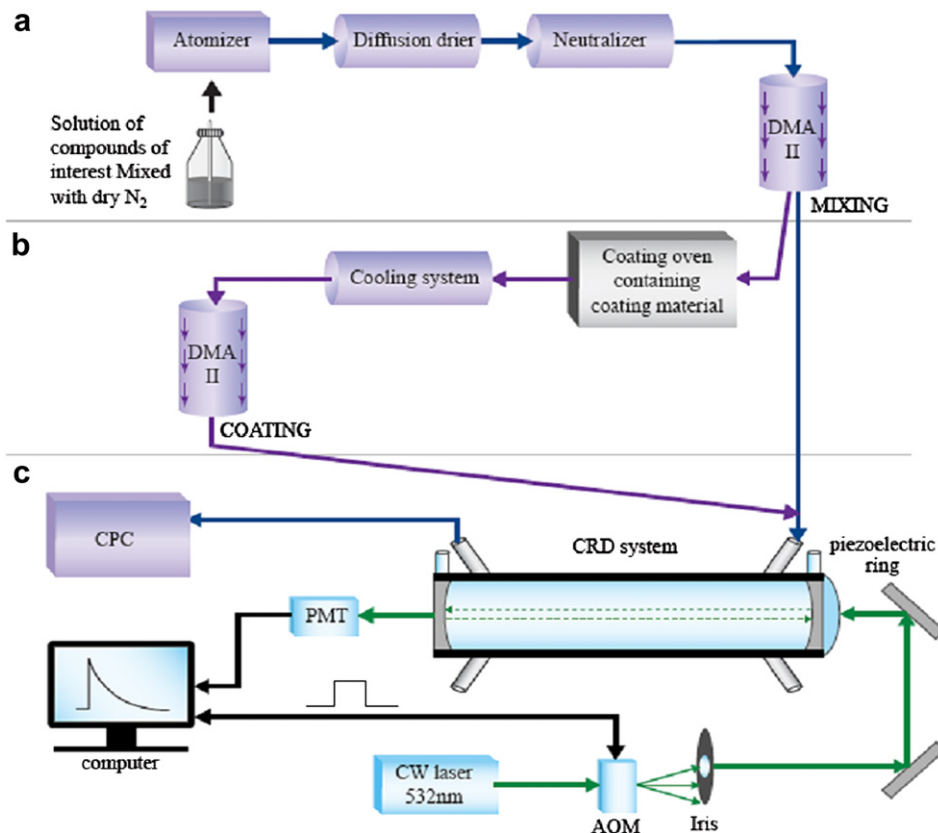 a
Atomizer
Diffusion drier
Neutralizer
Solution of
compounds of
interest Mixed
with dry N₂
DMA
II
MIXING
b
Cooling system
Coating oven
containing
coating material
DMA
II
COATING
c
CPC
CRD system
piezoelectric
ring
PMT
computer
CW laser
532nm
AOM
Iris